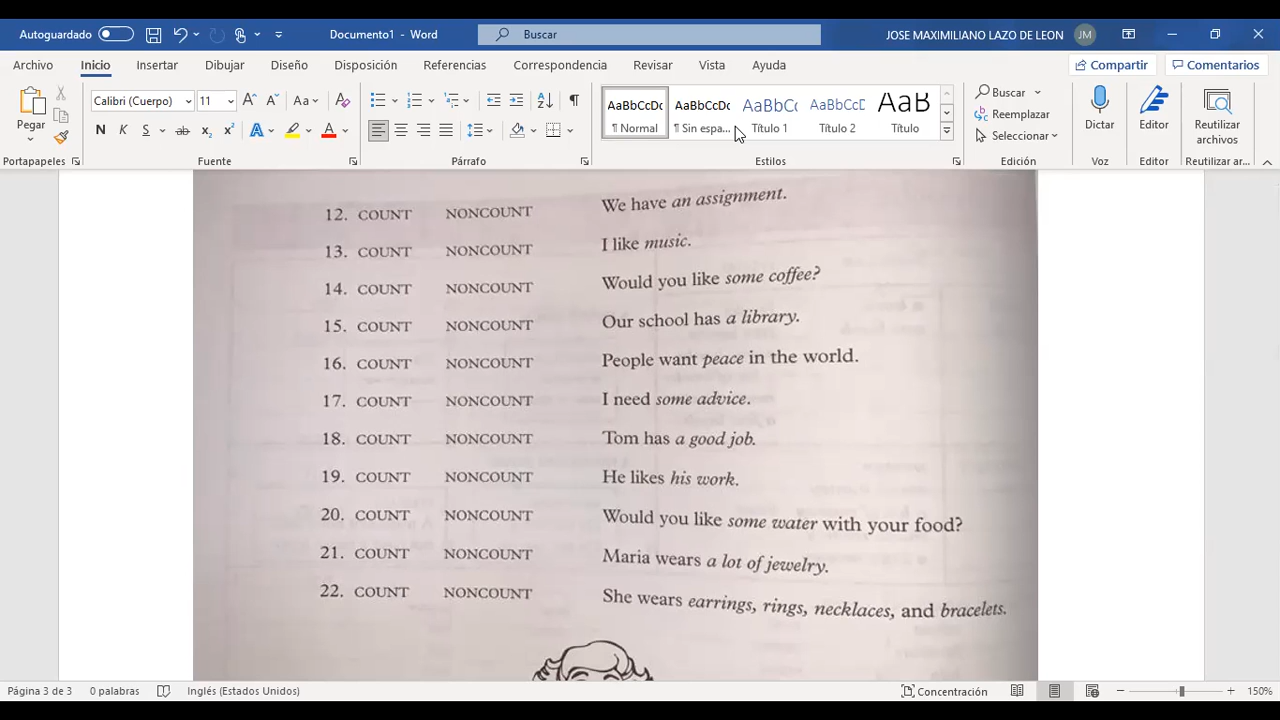 Autoguardado Documento1 - Word Buscar JOSE MAXIMILIANO LAZO DE LEON JM
Archivo Inicio Insertar Dibujar Diseño Disposición Referencias Correspondencia Revisar Vista Ayuda Compartir Comentarios
Pegar Calibri (Cuerpo) 11 A A Aa A
N K S ab x₂ x² A A
AaBbCcDc AaBbCcDc AaBbCc AaBbCcD AaB
¶ Normal ¶ Sin espa... Título 1 Título 2 Título
Buscar
Reemplazar
Seleccionar
Dictar Editor Reutilizar archivos
Portapapeles Fuente Párrafo Estilos Edición Voz Editor Reutilizar ar...
12. COUNT NONCOUNT We have an assignment.
13. COUNT NONCOUNT I like music.
14. COUNT NONCOUNT Would you like some coffee?
15. COUNT NONCOUNT Our school has a library.
16. COUNT NONCOUNT People want peace in the world.
17. COUNT NONCOUNT I need some advice.
18. COUNT NONCOUNT Tom has a good job.
19. COUNT NONCOUNT He likes his work.
20. COUNT NONCOUNT Would you like some water with your food?
21. COUNT NONCOUNT Maria wears a lot of jewelry.
22. COUNT NONCOUNT She wears earrings, rings, necklaces, and bracelets.
Página 3 de 3 0 palabras Inglés (Estados Unidos) Concentración 150%